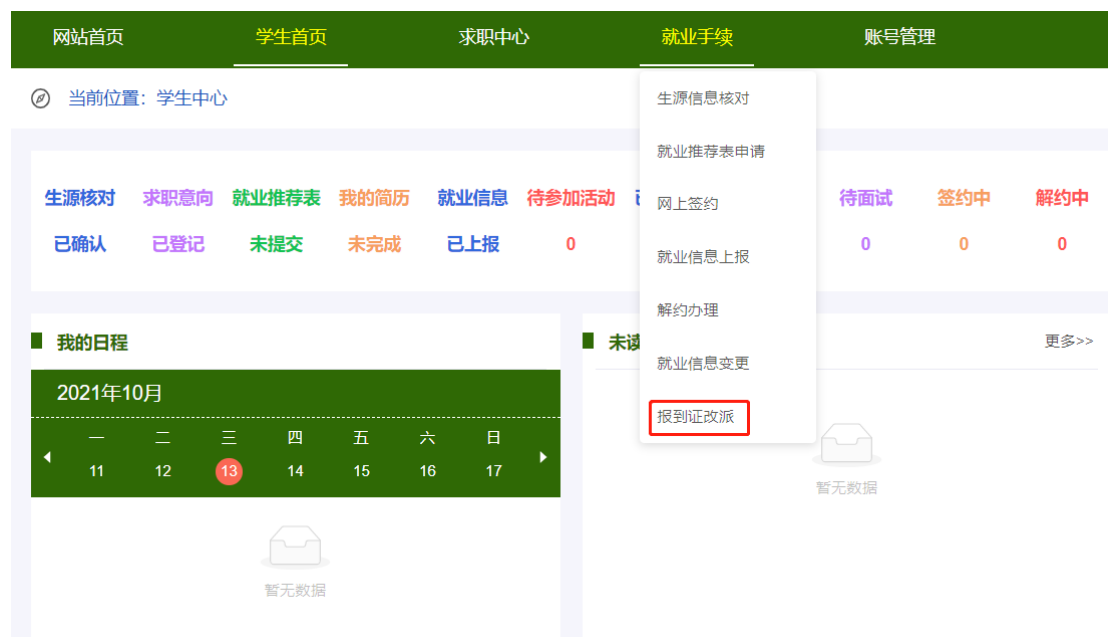 网站首页 学生首页 求职中心 就业手续 账号管理
当前位置：学生中心
生源信息核对
就业推荐表申请
网上签约
就业信息上报
解约办理
就业信息变更
报到证改派
生源核对 求职意向 就业推荐表 我的简历 就业信息 待参加活动 待面试 签约中 解约中
已确认 已登记 未提交 未完成 已上报 0 0 0 0
我的日程
2021年10月
一 二 三 四 五 六 日
11 12 13 14 15 16 17
暂无数据
未读
更多>>
暂无数据